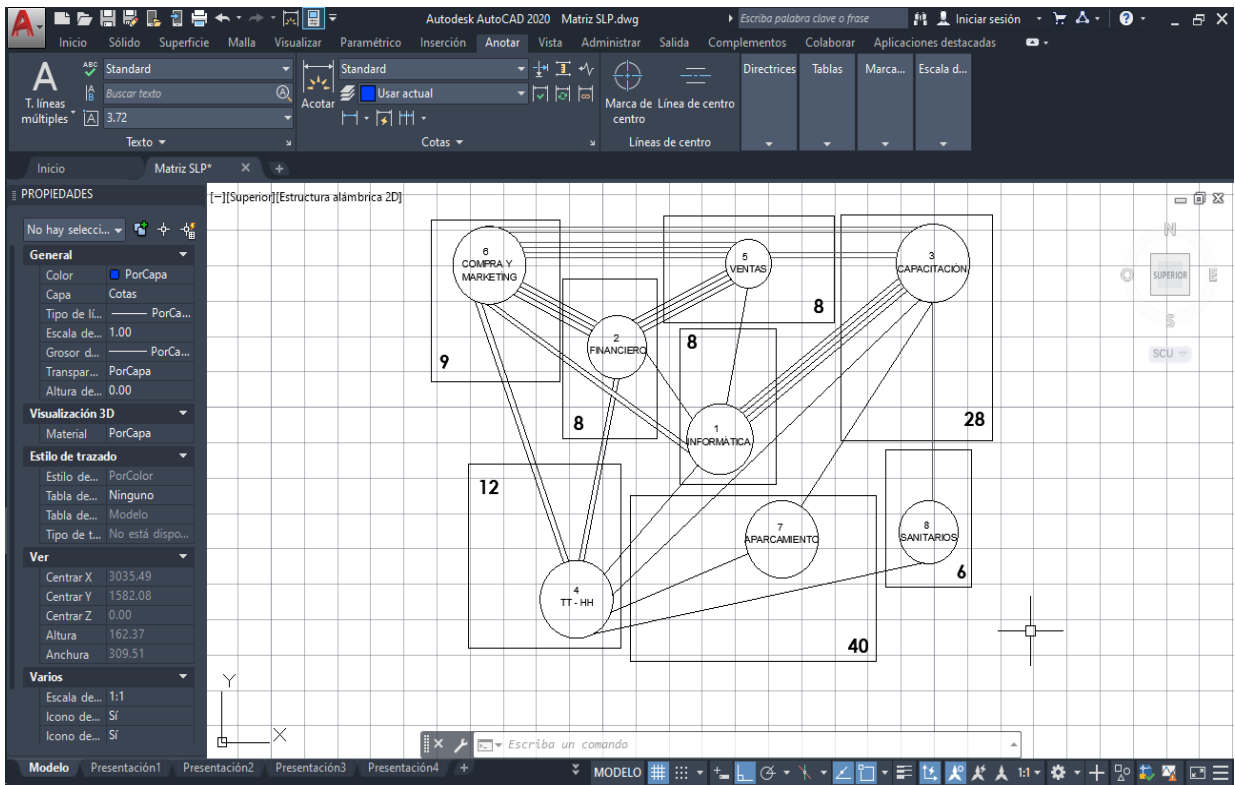 Autodesk AutoCAD 2020 Matriz SLP.dwg
Escriba palabra clave o frase
Iniciar sesión
Inicio Sólido Superficie Malla Visualizar Paramétrico Inserción Anotar Vista Administrar Salida Complementos Colaborar Aplicaciones destacadas
A
T. líneas
múltiples
ABC
Standard
Buscar texto
3.72
Texto
Acotar
Standard
Usar actual
Cotas
Marca de
centro
Línea de centro
Líneas de centro
Directrices
Tablas
Marca...
Escala d...
Inicio
Matriz SLP*
PROPIEDADES
No hay selecci...
General
Color PorCapa
Capa Cotas
Tipo de lí... PorCa...
Escala de... 1.00
Grosor d... PorCa...
Transpar... PorCapa
Altura de... 0.00
Visualización 3D
Material PorCapa
Estilo de trazado
Estilo de... PorColor
Tabla de... Ninguno
Tabla de... Modelo
Tipo de t... No está dispo...
Ver
Centrar X 3035.49
Centrar Y 1582.08
Centrar Z 0.00
Altura 162.37
Anchura 309.51
Varios
Escala de... 1:1
Icono de... Sí
Icono de... Sí
[−][Superior][Estructura alámbrica 2D]
6
COMPRA Y
MARKETING
9
5
VENTAS
8
3
CAPACITACIÓN
28
2
FINANCIERO
8
8
1
INFORMÁTICA
12
4
TT - HH
7
APARCAMIENTO
40
8
SANITARIOS
6
N
O
SUPERIOR
E
S
SCU
Y
X
Escriba un comando
Modelo Presentación1 Presentación2 Presentación3 Presentación4 +
MODELO
1:1